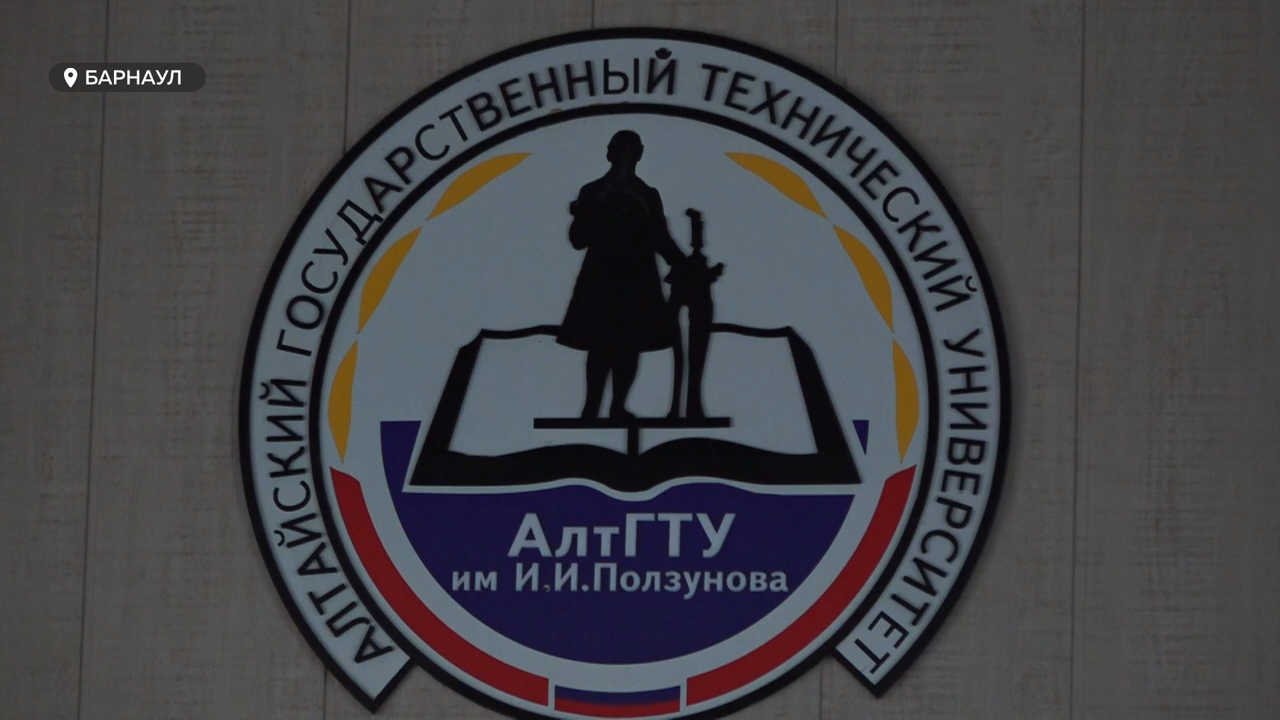 БАРНАУЛ
АЛТАЙСКИЙ ГОСУДАРСТВЕННЫЙ ТЕХНИЧЕСКИЙ УНИВЕРСИТЕТ
АлтГТУ
им И.И.Ползунова